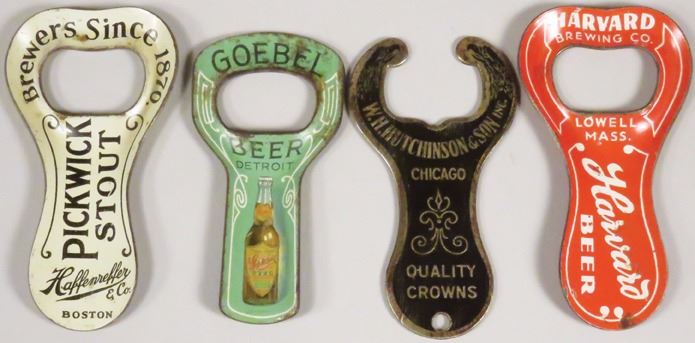 Brewers Since 1870.
PICKWICK
STOUT
Haffenreffer
& Co.
BOSTON
GOEBEL
BEER
DETROIT
W.H. HUTCHINSON & SON INC.
CHICAGO
QUALITY
CROWNS
HARVARD
BREWING CO.
LOWELL
MASS.
Harvard
BEER